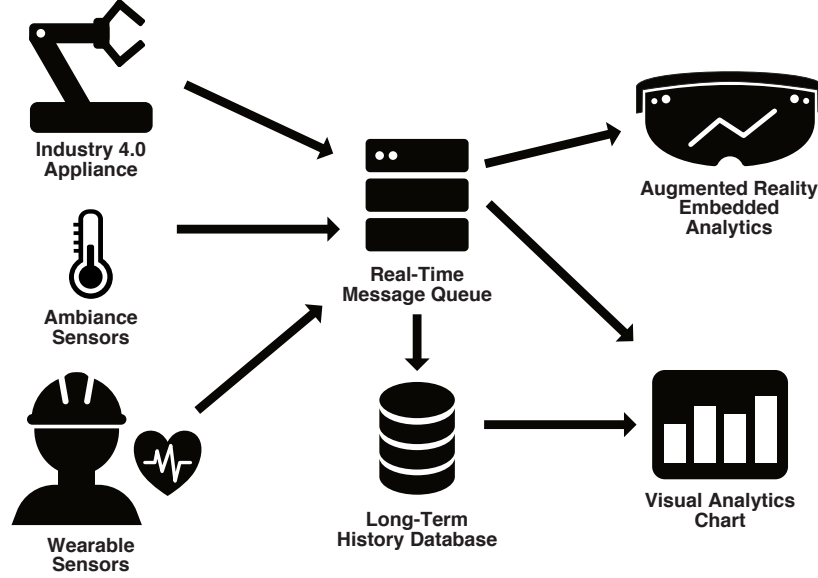 Industry 4.0
Appliance
Ambiance
Sensors
Wearable
Sensors
Real-Time
Message Queue
Long-Term
History Database
Augmented Reality
Embedded
Analytics
Visual Analytics
Chart